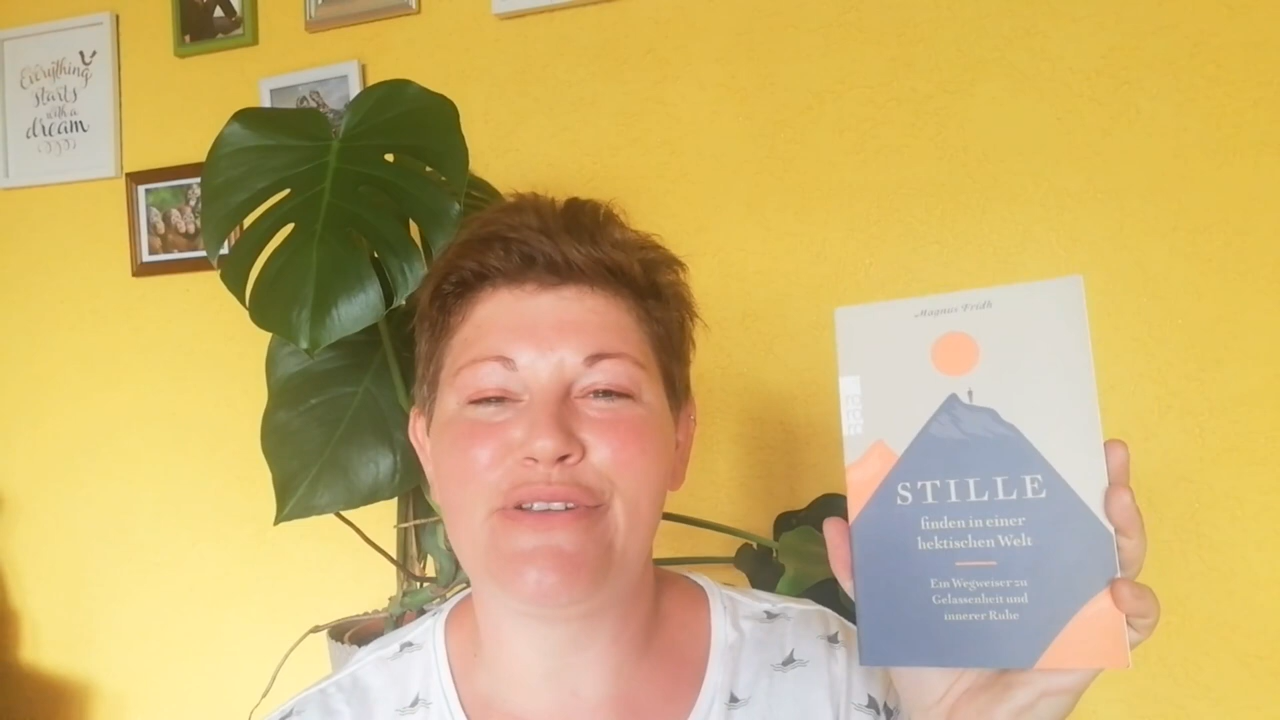 Everything
starts
with a
dream
Magnus Fridh
STILLE
finden in einer
hektischen Welt
Ein Wegweiser zu
Gelassenheit und
innerer Ruhe